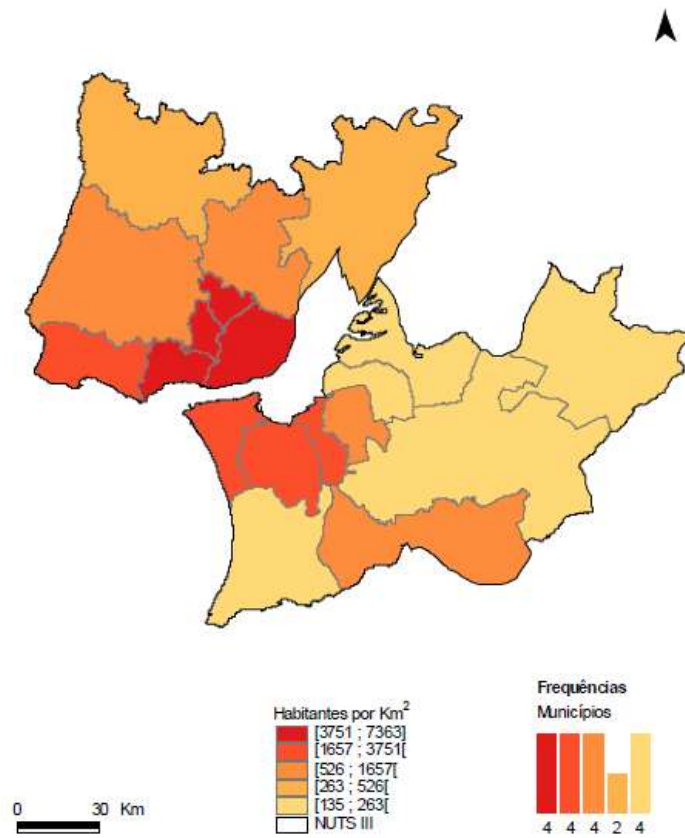 Habitantes por Km²
[3751 ; 7363]
[1657 ; 3751[
[526 ; 1657[
[263 ; 526[
[135 ; 263[
NUTS III
Frequências
Municípios
4 4 4 2 4
0 30 Km